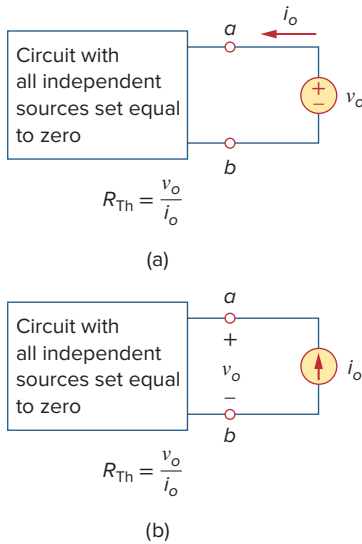 a
i_o
Circuit with
all independent
sources set equal
to zero
+
−
v_o
b
R_Th = v_o / i_o
(a)
a
Circuit with
all independent
sources set equal
to zero
+
v_o
−
i_o
b
R_Th = v_o / i_o
(b)